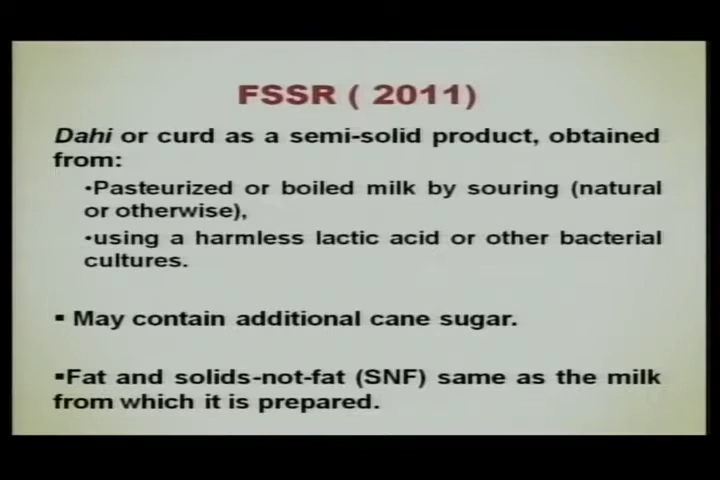 FSSR ( 2011)
Dahi or curd as a semi-solid product, obtained
from:
•Pasteurized or boiled milk by souring (natural
or otherwise),
•using a harmless lactic acid or other bacterial
cultures.
▪ May contain additional cane sugar.
▪Fat and solids-not-fat (SNF) same as the milk
from which it is prepared.